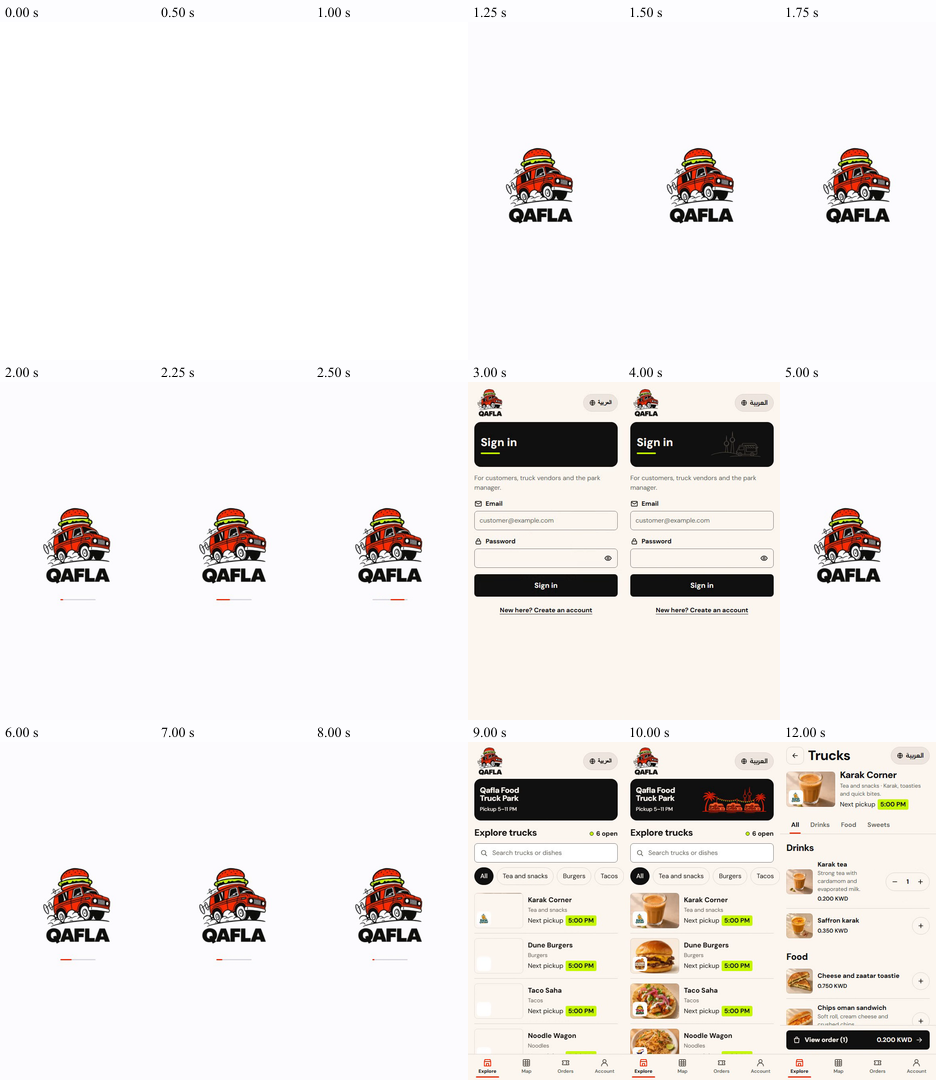 0.00 s
0.50 s
1.00 s
1.25 s
1.50 s
1.75 s
QAFLA
QAFLA
QAFLA
2.00 s
2.25 s
2.50 s
3.00 s
4.00 s
5.00 s
QAFLA
QAFLA
QAFLA
QAFLA
العربية
Sign in
For customers, truck vendors and the park
manager.
Email
customer@example.com
Password
Sign in
New here? Create an account
QAFLA
العربية
Sign in
For customers, truck vendors and the park
manager.
Email
customer@example.com
Password
Sign in
New here? Create an account
QAFLA
6.00 s
7.00 s
8.00 s
9.00 s
10.00 s
12.00 s
QAFLA
QAFLA
QAFLA
QAFLA
العربية
Qafla Food
Truck Park
Pickup 5–11 PM
Explore trucks
6 open
Search trucks or dishes
All
Tea and snacks
Burgers
Tacos
Karak Corner
Tea and snacks
Next pickup 5:00 PM
Dune Burgers
Burgers
Next pickup 5:00 PM
Taco Saha
Tacos
Next pickup 5:00 PM
Noodle Wagon
Noodles
Explore
Map
Orders
Account
QAFLA
العربية
Qafla Food
Truck Park
Pickup 5–11 PM
Explore trucks
6 open
Search trucks or dishes
All
Tea and snacks
Burgers
Tacos
Karak Corner
Tea and snacks
Next pickup 5:00 PM
Dune Burgers
Burgers
Next pickup 5:00 PM
Taco Saha
Tacos
Next pickup 5:00 PM
Noodle Wagon
Noodles
Explore
Map
Orders
Account
Trucks
العربية
Karak Corner
Tea and snacks · Karak, toasties
and quick bites.
Next pickup 5:00 PM
All
Drinks
Food
Sweets
Drinks
Karak tea
Strong tea with
cardamom and
evaporated milk.
0.200 KWD
− 1 +
Saffron karak
0.350 KWD
+
Food
Cheese and zaatar toastie
0.750 KWD
+
Chips oman sandwich
Soft roll, cream cheese and
crushed chips.
+
View order (1)
0.200 KWD →
Explore
Map
Orders
Account